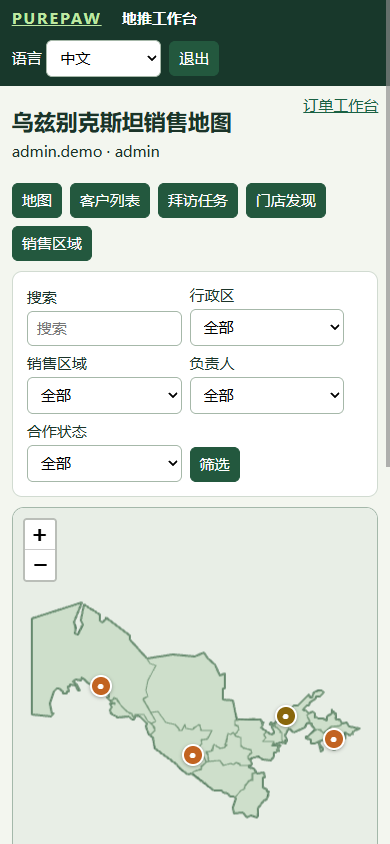 PUREPAW 地推工作台
语言 中文 退出
订单工作台
乌兹别克斯坦销售地图
admin.demo · admin
地图 客户列表 拜访任务 门店发现
销售区域
搜索 行政区
搜索 全部
销售区域 负责人
全部 全部
合作状态
全部 筛选
+
−